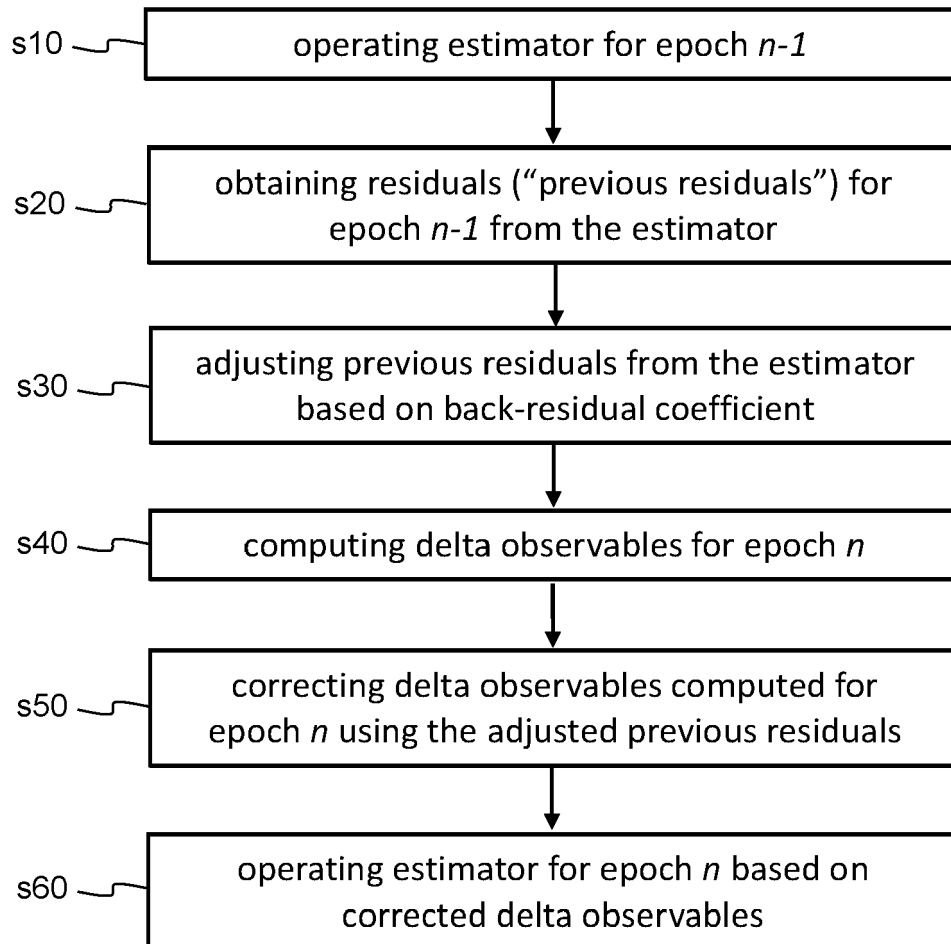 s10
operating estimator for epoch n-1
s20
obtaining residuals (“previous residuals”) for
epoch n-1 from the estimator
s30
adjusting previous residuals from the estimator
based on back-residual coefficient
s40
computing delta observables for epoch n
s50
correcting delta observables computed for
epoch n using the adjusted previous residuals
s60
operating estimator for epoch n based on
corrected delta observables